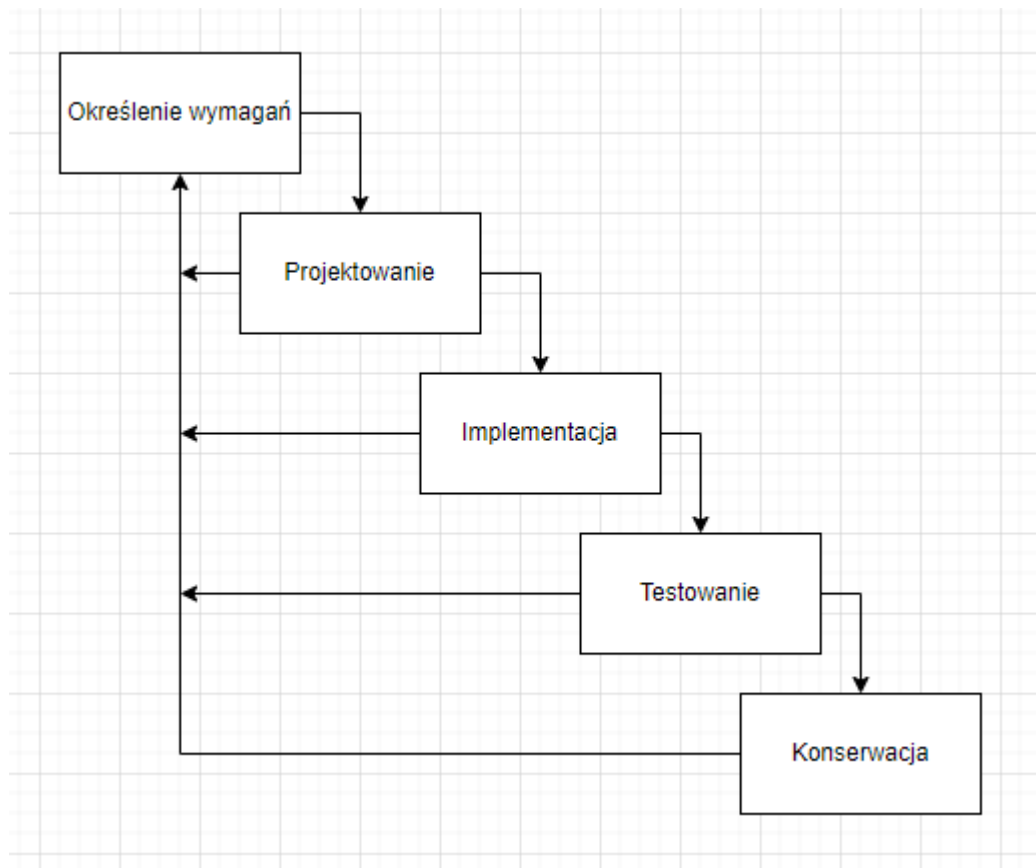 Określenie wymagań
Projektowanie
Implementacja
Testowanie
Konserwacja